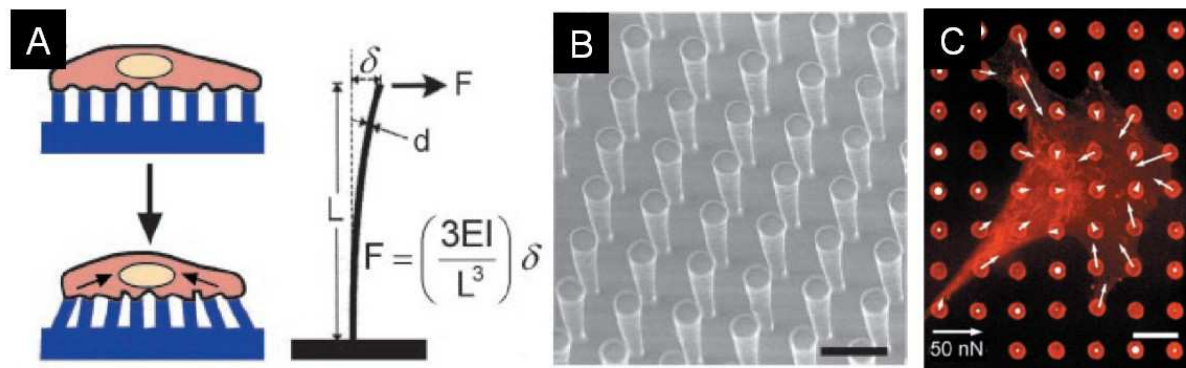 A
δ
F
d
L
F = (3EI / L³) δ
B
C
50 nN